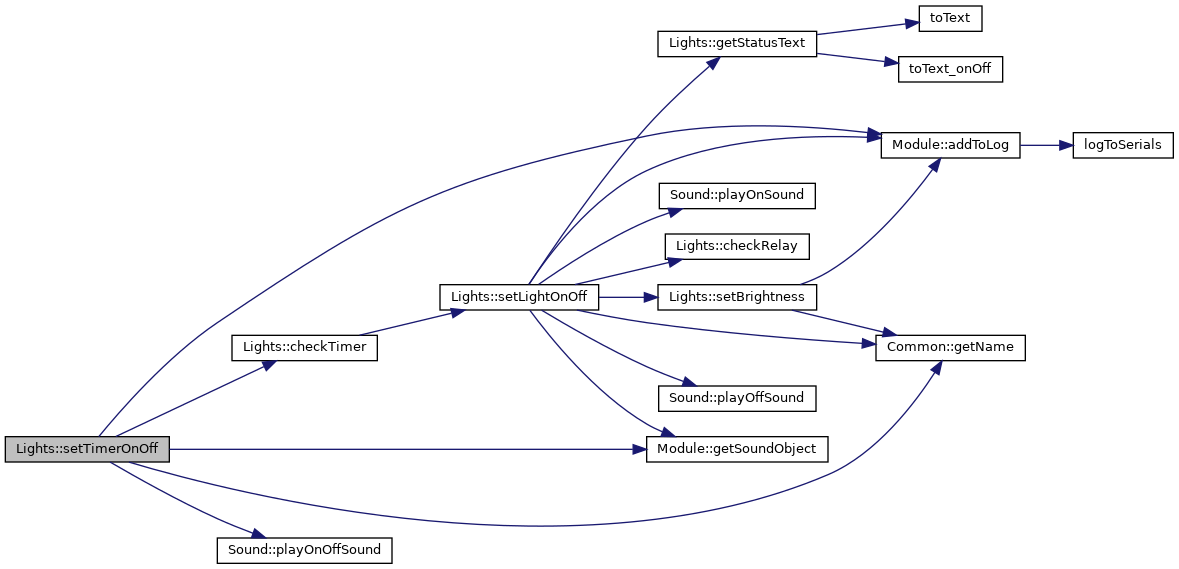 toText
Lights::getStatusText
toText_onOff
Module::addToLog
logToSerials
Sound::playOnSound
Lights::checkRelay
Lights::setLightOnOff
Lights::setBrightness
Lights::checkTimer
Common::getName
Sound::playOffSound
Lights::setTimerOnOff
Module::getSoundObject
Sound::playOnOffSound